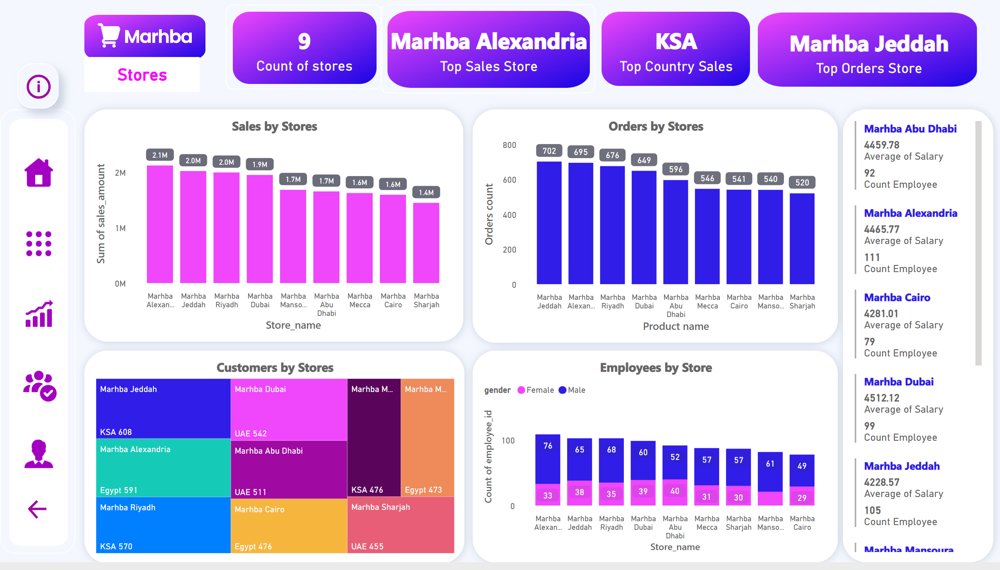 Marhba
Stores
9
Count of stores
Marhba Alexandria
Top Sales Store
KSA
Top Country Sales
Marhba Jeddah
Top Orders Store
Sales by Stores
Sum of sales_amount
2M
1M
0M
2.1M
2.0M
2.0M
1.9M
1.7M
1.7M
1.6M
1.6M
1.4M
Marhba
Alexan...
Marhba
Jeddah
Marhba
Riyadh
Marhba
Dubai
Marhba
Manso...
Marhba
Abu
Dhabi
Marhba
Mecca
Marhba
Cairo
Marhba
Sharjah
Store_name
Orders by Stores
Orders count
800
600
400
200
0
702
695
676
649
596
546
541
540
520
Marhba
Jeddah
Marhba
Alexan...
Marhba
Riyadh
Marhba
Dubai
Marhba
Abu
Dhabi
Marhba
Mecca
Marhba
Cairo
Marhba
Manso...
Marhba
Sharjah
Product name
Customers by Stores
Marhba Jeddah
KSA 608
Marhba Alexandria
Egypt 591
Marhba Riyadh
KSA 570
Marhba Dubai
UAE 542
Marhba Abu Dhabi
UAE 511
Marhba Cairo
Egypt 476
Marhba M...
KSA 476
Marhba M...
Egypt 473
Marhba Sharjah
UAE 455
Employees by Store
gender Female Male
Count of employee_id
100
0
76
33
65
38
68
35
60
39
52
40
57
31
57
30
61
49
29
Marhba
Alexan...
Marhba
Jeddah
Marhba
Riyadh
Marhba
Dubai
Marhba
Abu
Dhabi
Marhba
Mecca
Marhba
Sharjah
Marhba
Manso...
Marhba
Cairo
Store_name
Marhba Abu Dhabi
4459.78
Average of Salary
92
Count Employee
Marhba Alexandria
4465.77
Average of Salary
111
Count Employee
Marhba Cairo
4281.01
Average of Salary
79
Count Employee
Marhba Dubai
4512.12
Average of Salary
99
Count Employee
Marhba Jeddah
4228.57
Average of Salary
105
Count Employee
Marhba Mansoura